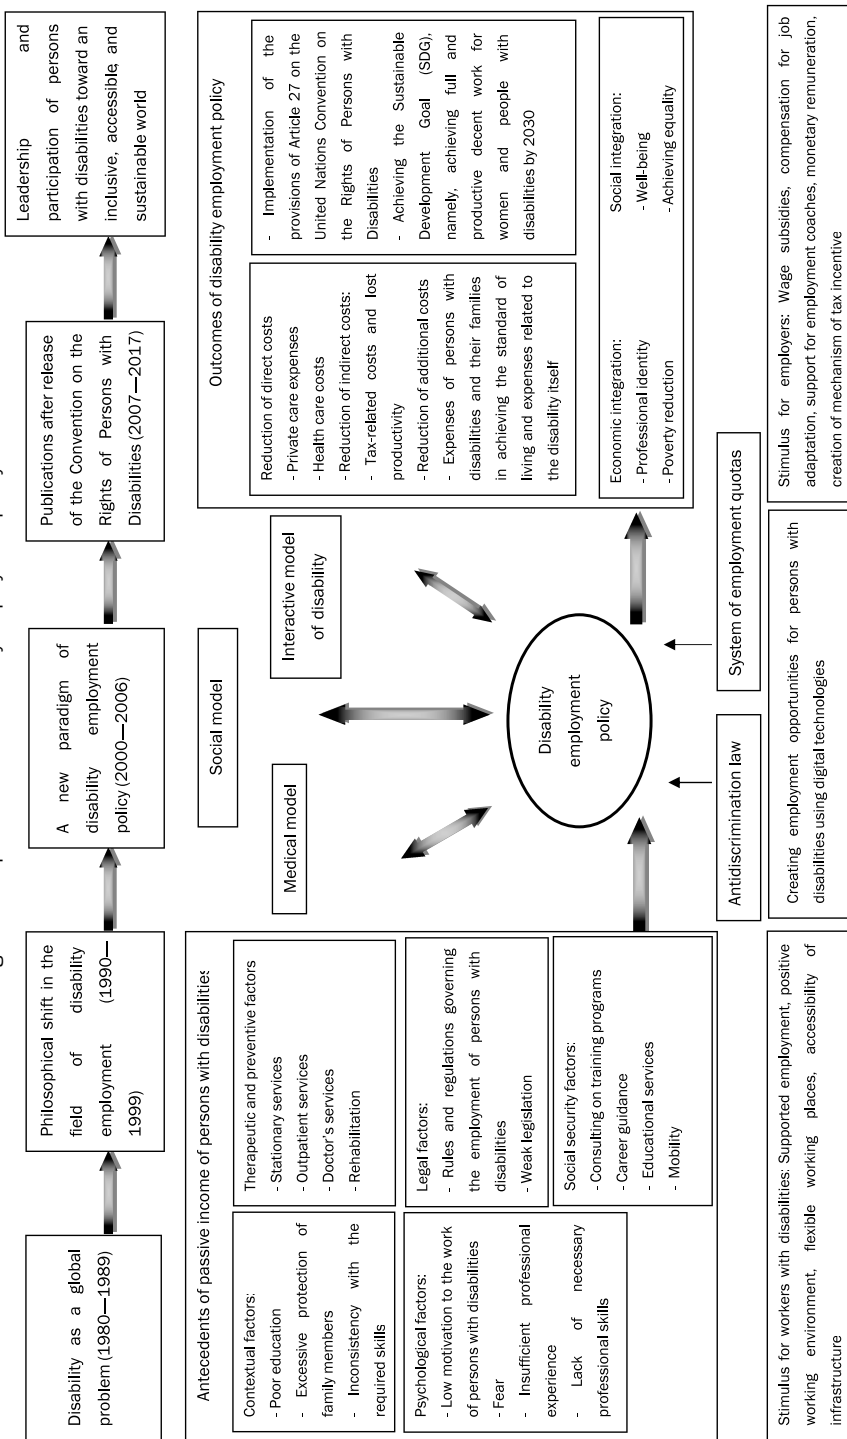 Disability as a global
problem (1980—1989)
Philosophical shift in the
field of disability
employment (1990—
1999)
A new paradigm of
disability employment
policy (2000—2006)
Publications after release
of the Convention on the
Rights of Persons with
Disabilities (2007—2017)
Leadership and
participation of persons
with disabilities toward an
inclusive, accessible, and
sustainable world
Antecedents of passive income of persons with disabilities
Contextual factors:
- Poor education
- Excessive protection of
family members
- Inconsistency with the
required skills
Therapeutic and preventive factors
- Stationary services
- Outpatient services
- Doctor's services
- Rehabilitation
Psychological factors:
- Low motivation to the work
of persons with disabilities
- Fear
- Insufficient professional
experience
- Lack of necessary
professional skills
Legal factors:
- Rules and regulations governing
the employment of persons with
disabilities
- Weak legislation
Social security factors:
- Consulting on training programs
- Career guidance
- Educational services
- Mobility
Medical model
Social model
Interactive model
of disability
Disability
employment
policy
Antidiscrimination law
System of employment quotas
Outcomes of disability employment policy
Reduction of direct costs
- Private care expenses
- Health care costs
- Reduction of indirect costs:
- Tax-related costs and lost
productivity
- Reduction of additional costs
- Expenses of persons with
disabilities and their families
in achieving the standard of
living and expenses related to
the disability itself
- Implementation of the
provisions of Article 27 on the
United Nations Convention on
the Rights of Persons with
Disabilities
- Achieving the Sustainable
Development Goal (SDG),
namely, achieving full and
productive decent work for
women and people with
disabilities by 2030
Economic integration:
- Professional identity
- Poverty reduction
Social integration:
- Well-being
- Achieving equality
Stimulus for workers with disabilities: Supported employment, positive
working environment, flexible working places, accessibility of
infrastructure
Creating employment opportunities for persons with
disabilities using digital technologies
Stimulus for employers: Wage subsidies, compensation for job
adaptation, support for employment coaches, monetary remuneration,
creation of mechanism of tax incentive